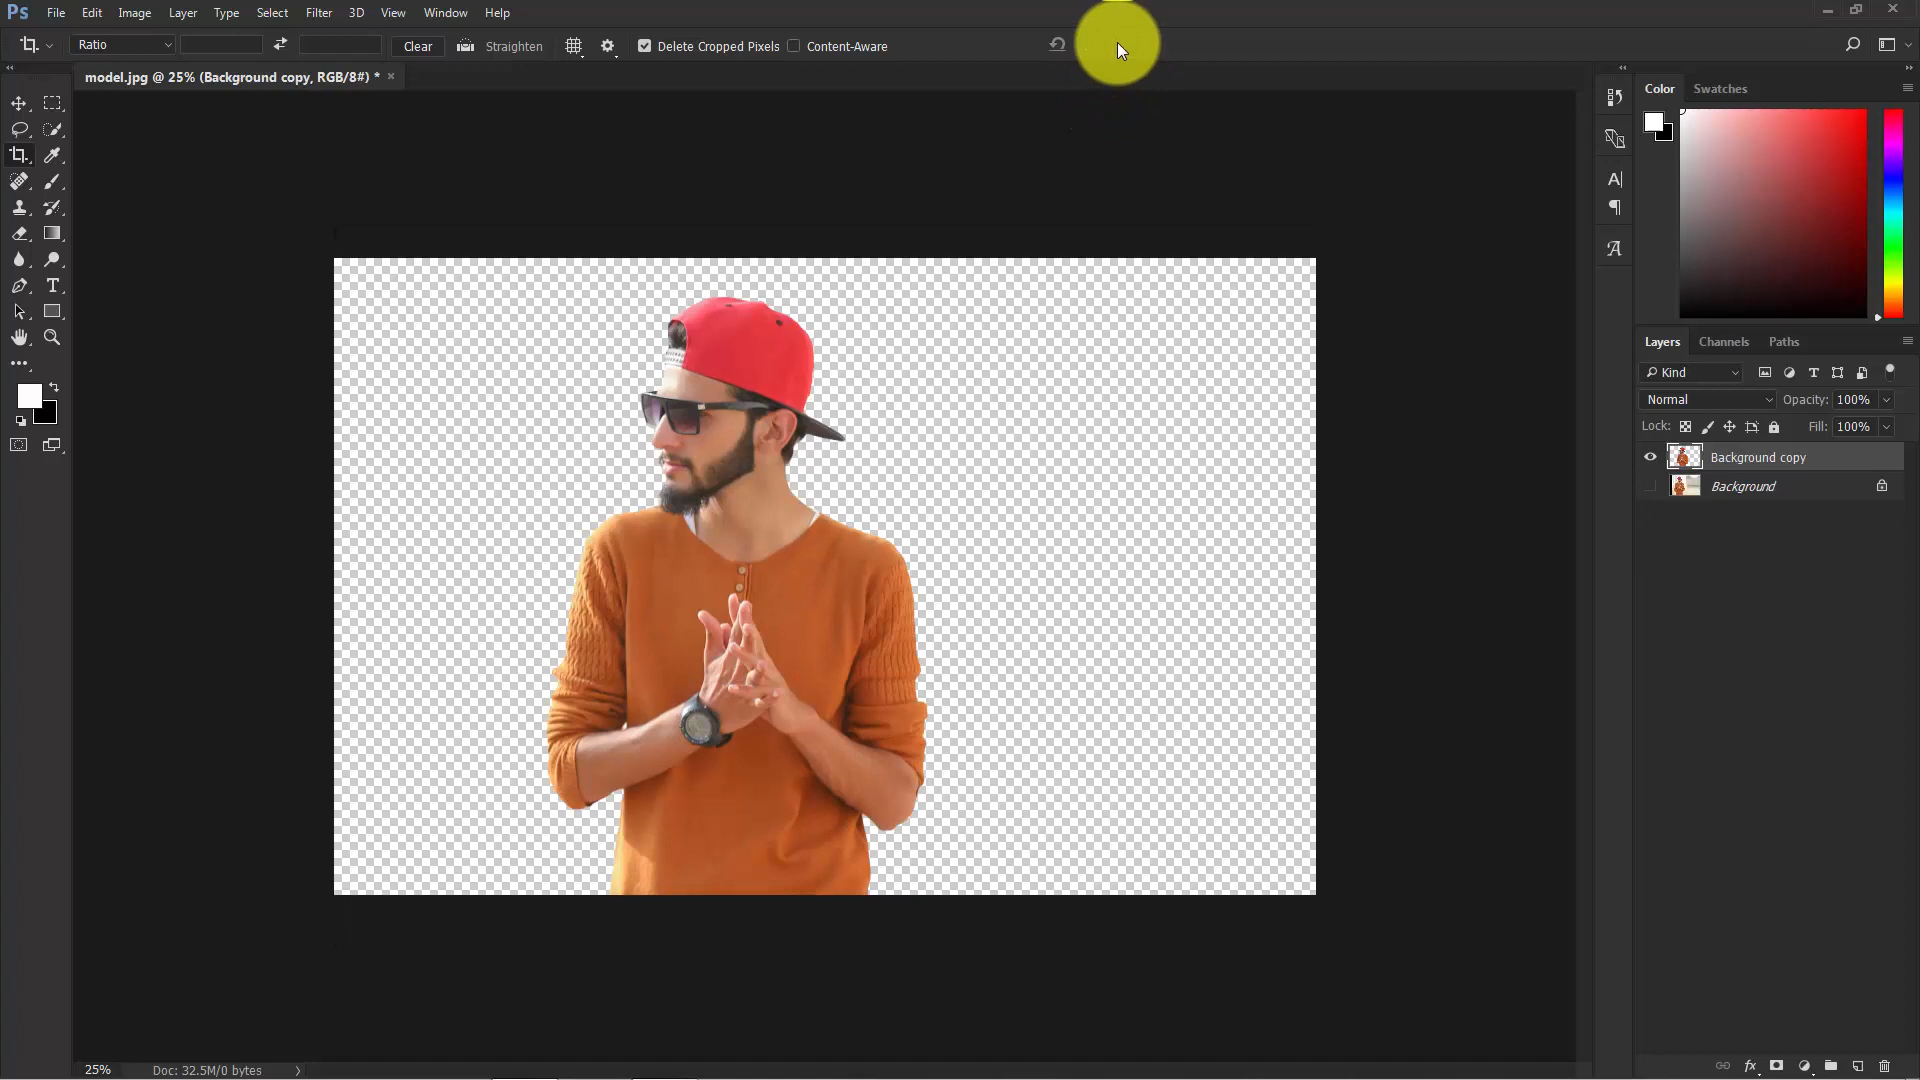 Ps File Edit Image Layer Type Select Filter 3D View Window Help
Ratio Clear Straighten Delete Cropped Pixels Content-Aware
model.jpg @ 25% (Background copy, RGB/8#) * ×
Color Swatches
Layers Channels Paths
Kind
Normal Opacity: 100%
Lock: Fill: 100%
Background copy
Background
25% Doc: 32.5M/0 bytes